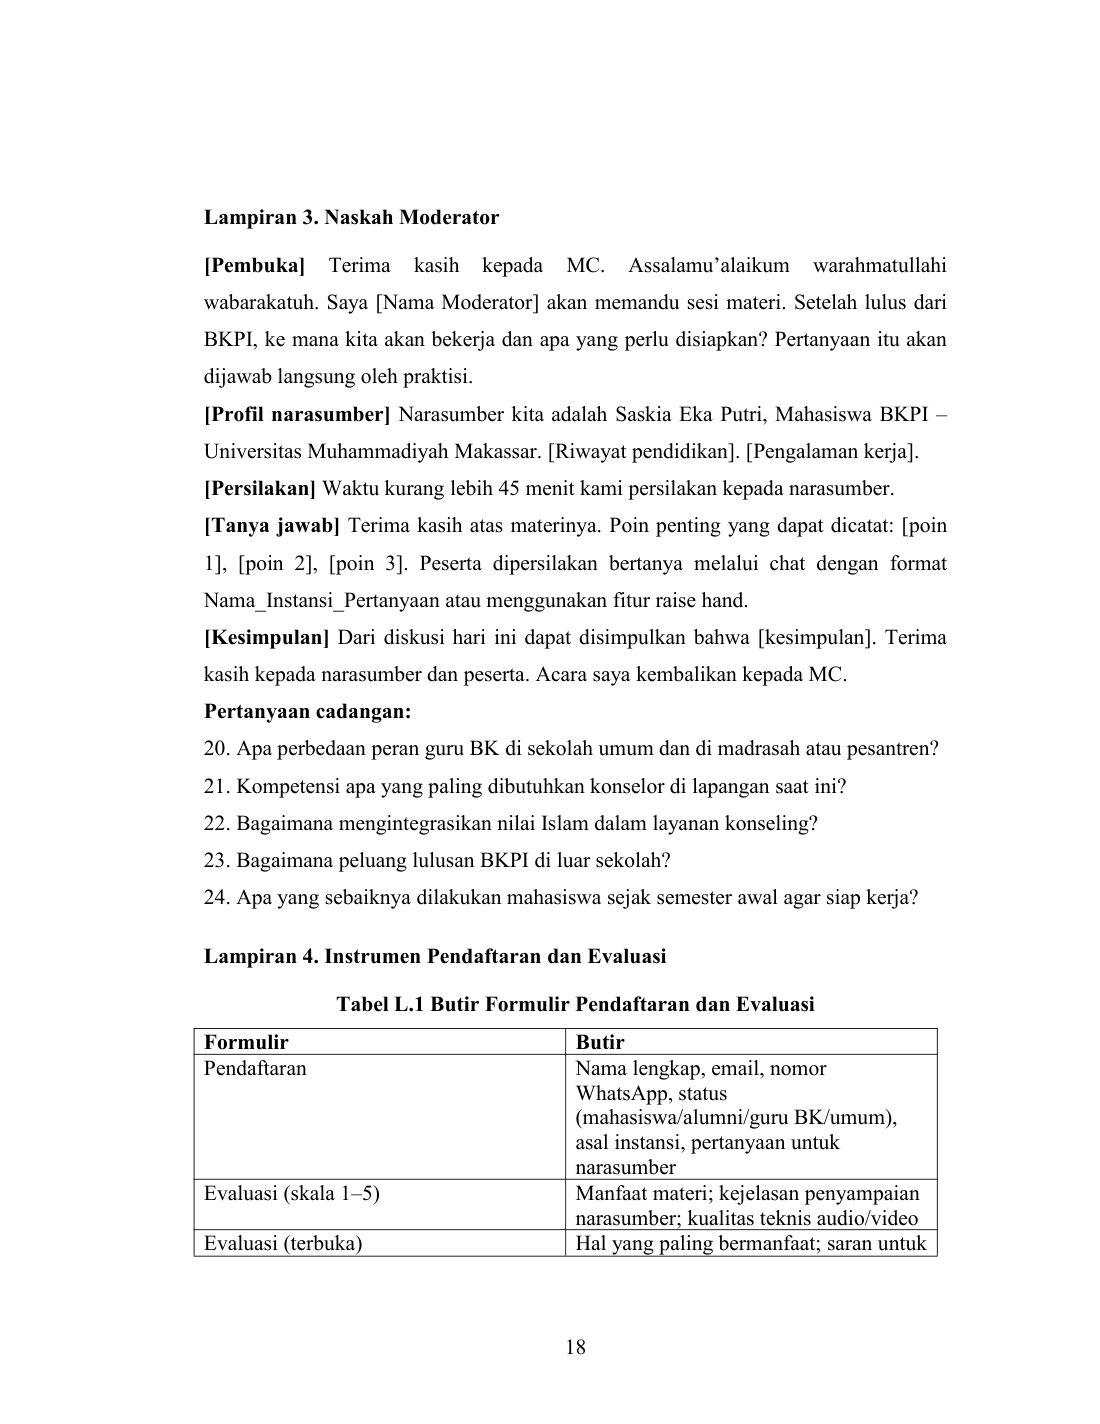 Lampiran 3. Naskah Moderator
[Pembuka] Terima kasih kepada MC. Assalamu’alaikum warahmatullahi
wabarakatuh. Saya [Nama Moderator] akan memandu sesi materi. Setelah lulus dari
BKPI, ke mana kita akan bekerja dan apa yang perlu disiapkan? Pertanyaan itu akan
dijawab langsung oleh praktisi.
[Profil narasumber] Narasumber kita adalah Saskia Eka Putri, Mahasiswa BKPI –
Universitas Muhammadiyah Makassar. [Riwayat pendidikan]. [Pengalaman kerja].
[Persilakan] Waktu kurang lebih 45 menit kami persilakan kepada narasumber.
[Tanya jawab] Terima kasih atas materinya. Poin penting yang dapat dicatat: [poin
1], [poin 2], [poin 3]. Peserta dipersilakan bertanya melalui chat dengan format
Nama_Instansi_Pertanyaan atau menggunakan fitur raise hand.
[Kesimpulan] Dari diskusi hari ini dapat disimpulkan bahwa [kesimpulan]. Terima
kasih kepada narasumber dan peserta. Acara saya kembalikan kepada MC.
Pertanyaan cadangan:
20. Apa perbedaan peran guru BK di sekolah umum dan di madrasah atau pesantren?
21. Kompetensi apa yang paling dibutuhkan konselor di lapangan saat ini?
22. Bagaimana mengintegrasikan nilai Islam dalam layanan konseling?
23. Bagaimana peluang lulusan BKPI di luar sekolah?
24. Apa yang sebaiknya dilakukan mahasiswa sejak semester awal agar siap kerja?
Lampiran 4. Instrumen Pendaftaran dan Evaluasi
Tabel L.1 Butir Formulir Pendaftaran dan Evaluasi
Formulir Butir
Pendaftaran Nama lengkap, email, nomor
WhatsApp, status
(mahasiswa/alumni/guru BK/umum),
asal instansi, pertanyaan untuk
narasumber
Evaluasi (skala 1–5) Manfaat materi; kejelasan penyampaian
narasumber; kualitas teknis audio/video
Evaluasi (terbuka) Hal yang paling bermanfaat; saran untuk
18